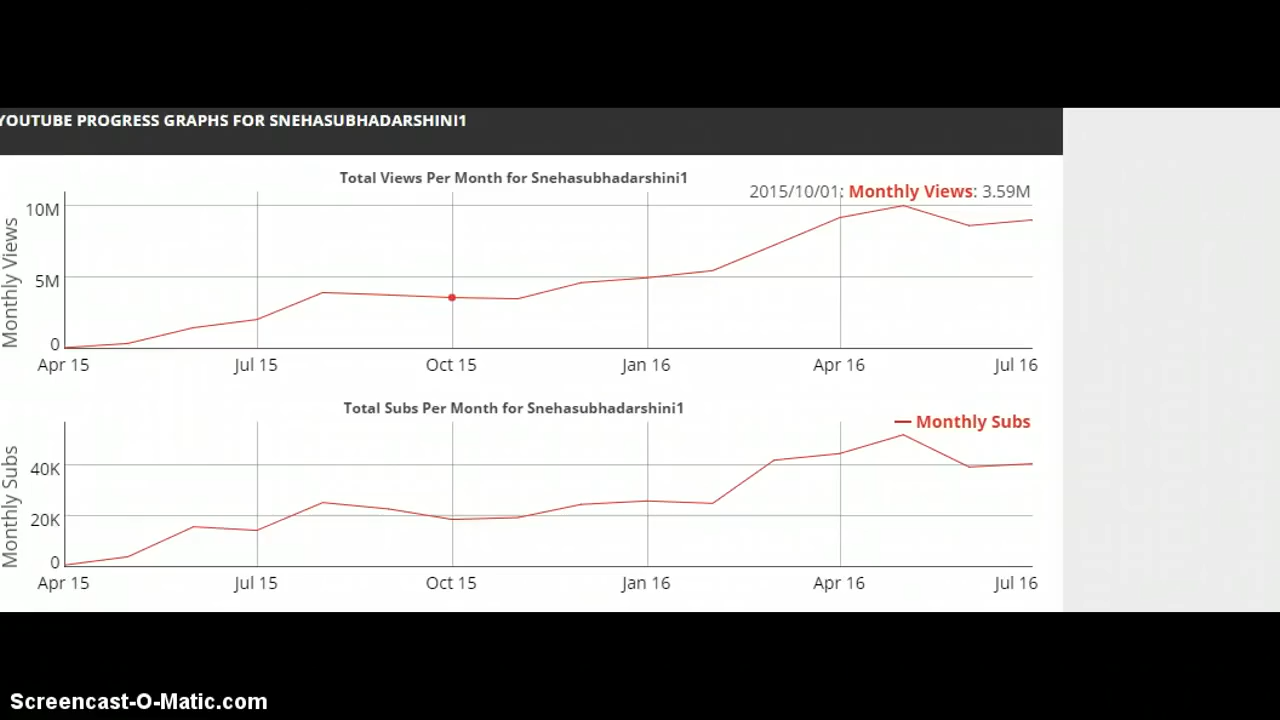 YOUTUBE PROGRESS GRAPHS FOR SNEHASUBHADARSHINI1
Total Views Per Month for Snehasubhadarshini1
2015/10/01: Monthly Views: 3.59M
Monthly Views
10M
5M
0
Apr 15 Jul 15 Oct 15 Jan 16 Apr 16 Jul 16
Total Subs Per Month for Snehasubhadarshini1
Monthly Subs
Monthly Subs
40K
20K
0
Apr 15 Jul 15 Oct 15 Jan 16 Apr 16 Jul 16
Screencast-O-Matic.com